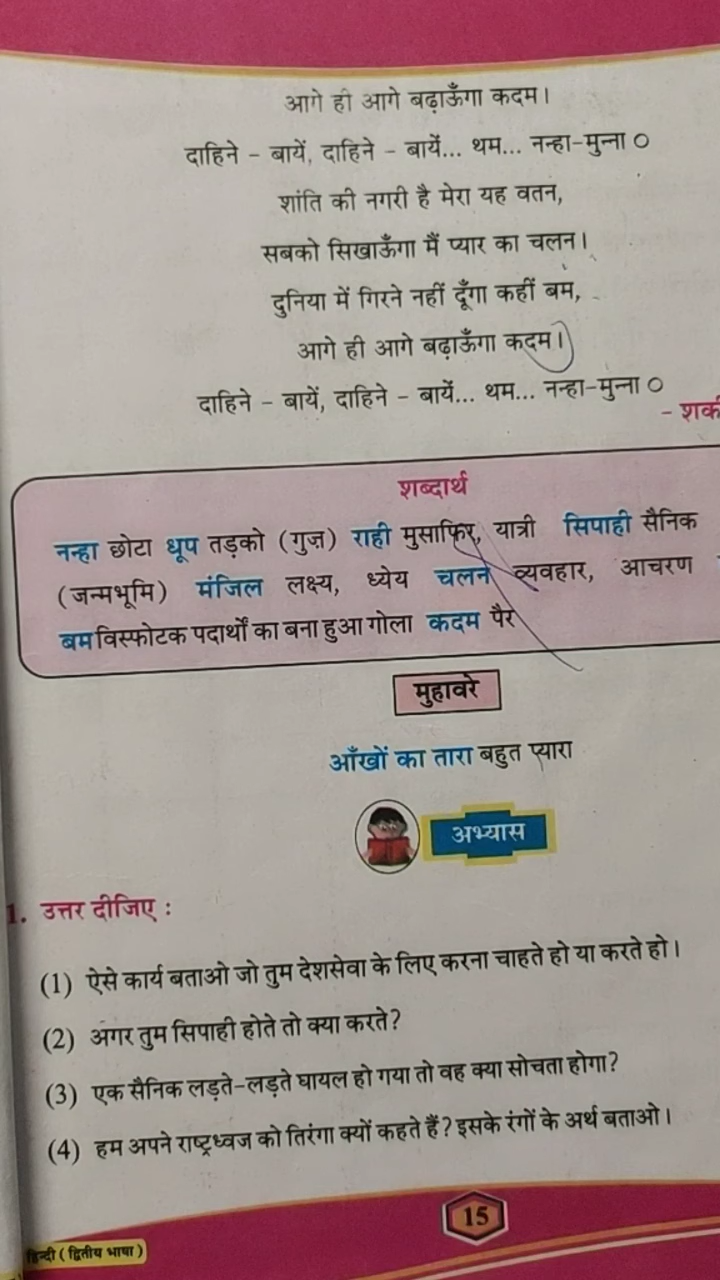 आगे ही आगे बढ़ाऊँगा कदम।
दाहिने - बायें, दाहिने - बायें... थम... नन्हा-मुन्ना ०
शांति की नगरी है मेरा यह वतन,
सबको सिखाऊँगा मैं प्यार का चलन।
दुनिया में गिरने नहीं दूँगा कहीं बम,
आगे ही आगे बढ़ाऊँगा कदम।
दाहिने - बायें, दाहिने - बायें... थम... नन्हा-मुन्ना ०
-
शब्दार्थ
नन्हा छोटा धूप तड़को (गुज़) राही मुसाफिर, यात्री सिपाही सैनिक
(जन्मभूमि) मंजिल लक्ष्य, ध्येय चलन व्यवहार, आचरण
बम विस्फोटक पदार्थों का बना हुआ गोला कदम पैर
मुहावरे
आँखों का तारा बहुत प्यारा
अभ्यास
1. उत्तर दीजिए :
(1) ऐसे कार्य बताओ जो तुम देशसेवा के लिए करना चाहते हो या करते हो।
(2) अगर तुम सिपाही होते तो क्या करते?
(3) एक सैनिक लड़ते-लड़ते घायल हो गया तो वह क्या सोचता होगा?
(4) हम अपने राष्ट्रध्वज को तिरंगा क्यों कहते हैं? इसके रंगों के अर्थ बताओ।
15
हिन्दी (द्वितीय भाषा)